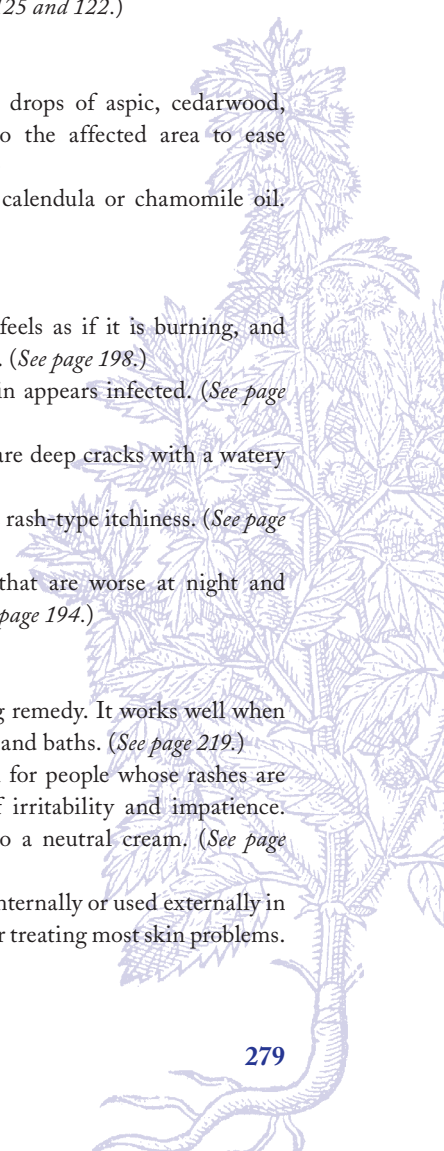 125 and 122.)
drops of aspic, cedarwood,
o the affected area to ease
calendula or chamomile oil.
feels as if it is burning, and
. (See page 198.)
in appears infected. (See page
are deep cracks with a watery
rash-type itchiness. (See page
that are worse at night and
page 194.)
g remedy. It works well when
and baths. (See page 219.)
for people whose rashes are
f irritability and impatience.
o a neutral cream. (See page
nternally or used externally in
r treating most skin problems.
279